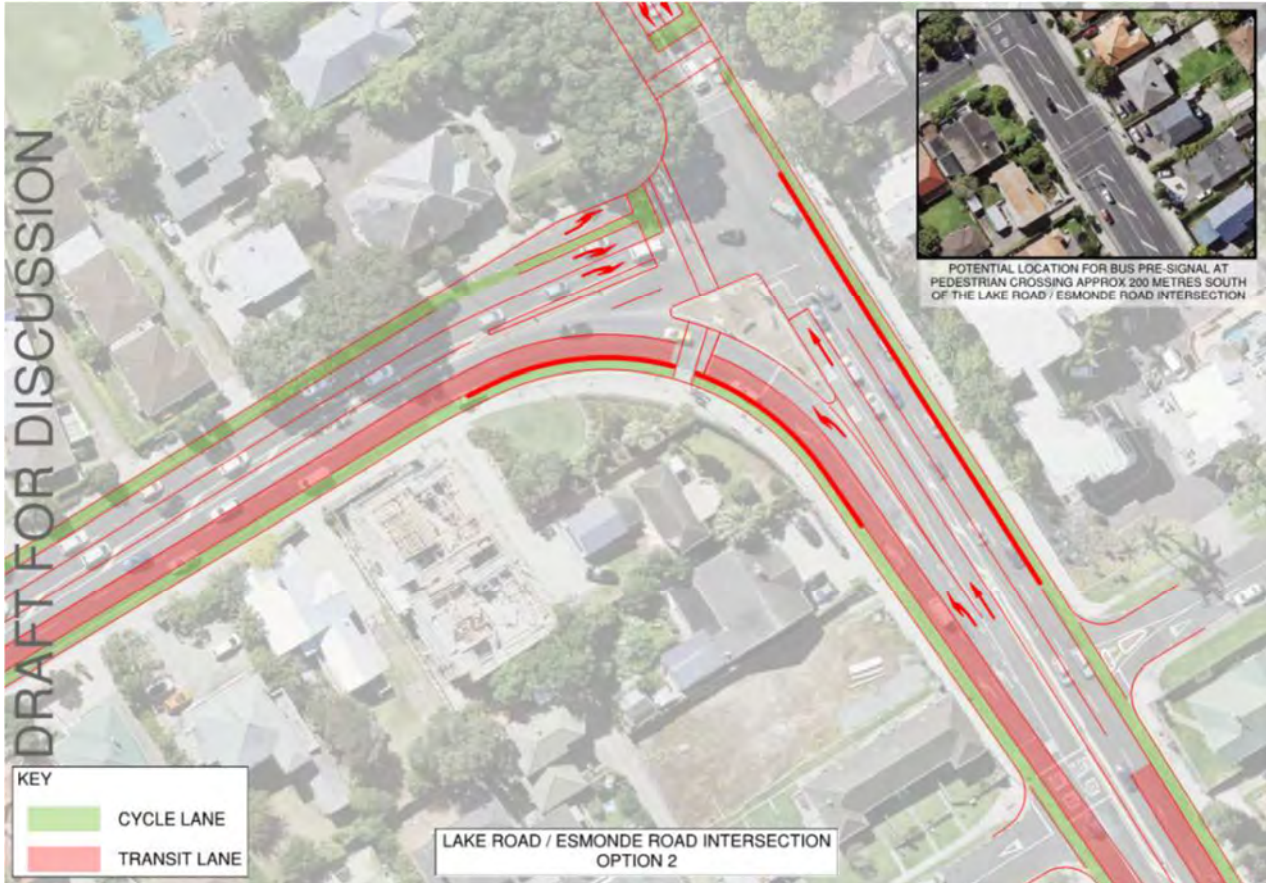 DRAFT FOR DISCUSSION
POTENTIAL LOCATION FOR BUS PRE-SIGNAL AT
PEDESTRIAN CROSSING APPROX 200 METRES SOUTH
OF THE LAKE ROAD / ESMONDE ROAD INTERSECTION
KEY
CYCLE LANE
TRANSIT LANE
LAKE ROAD / ESMONDE ROAD INTERSECTION
OPTION 2